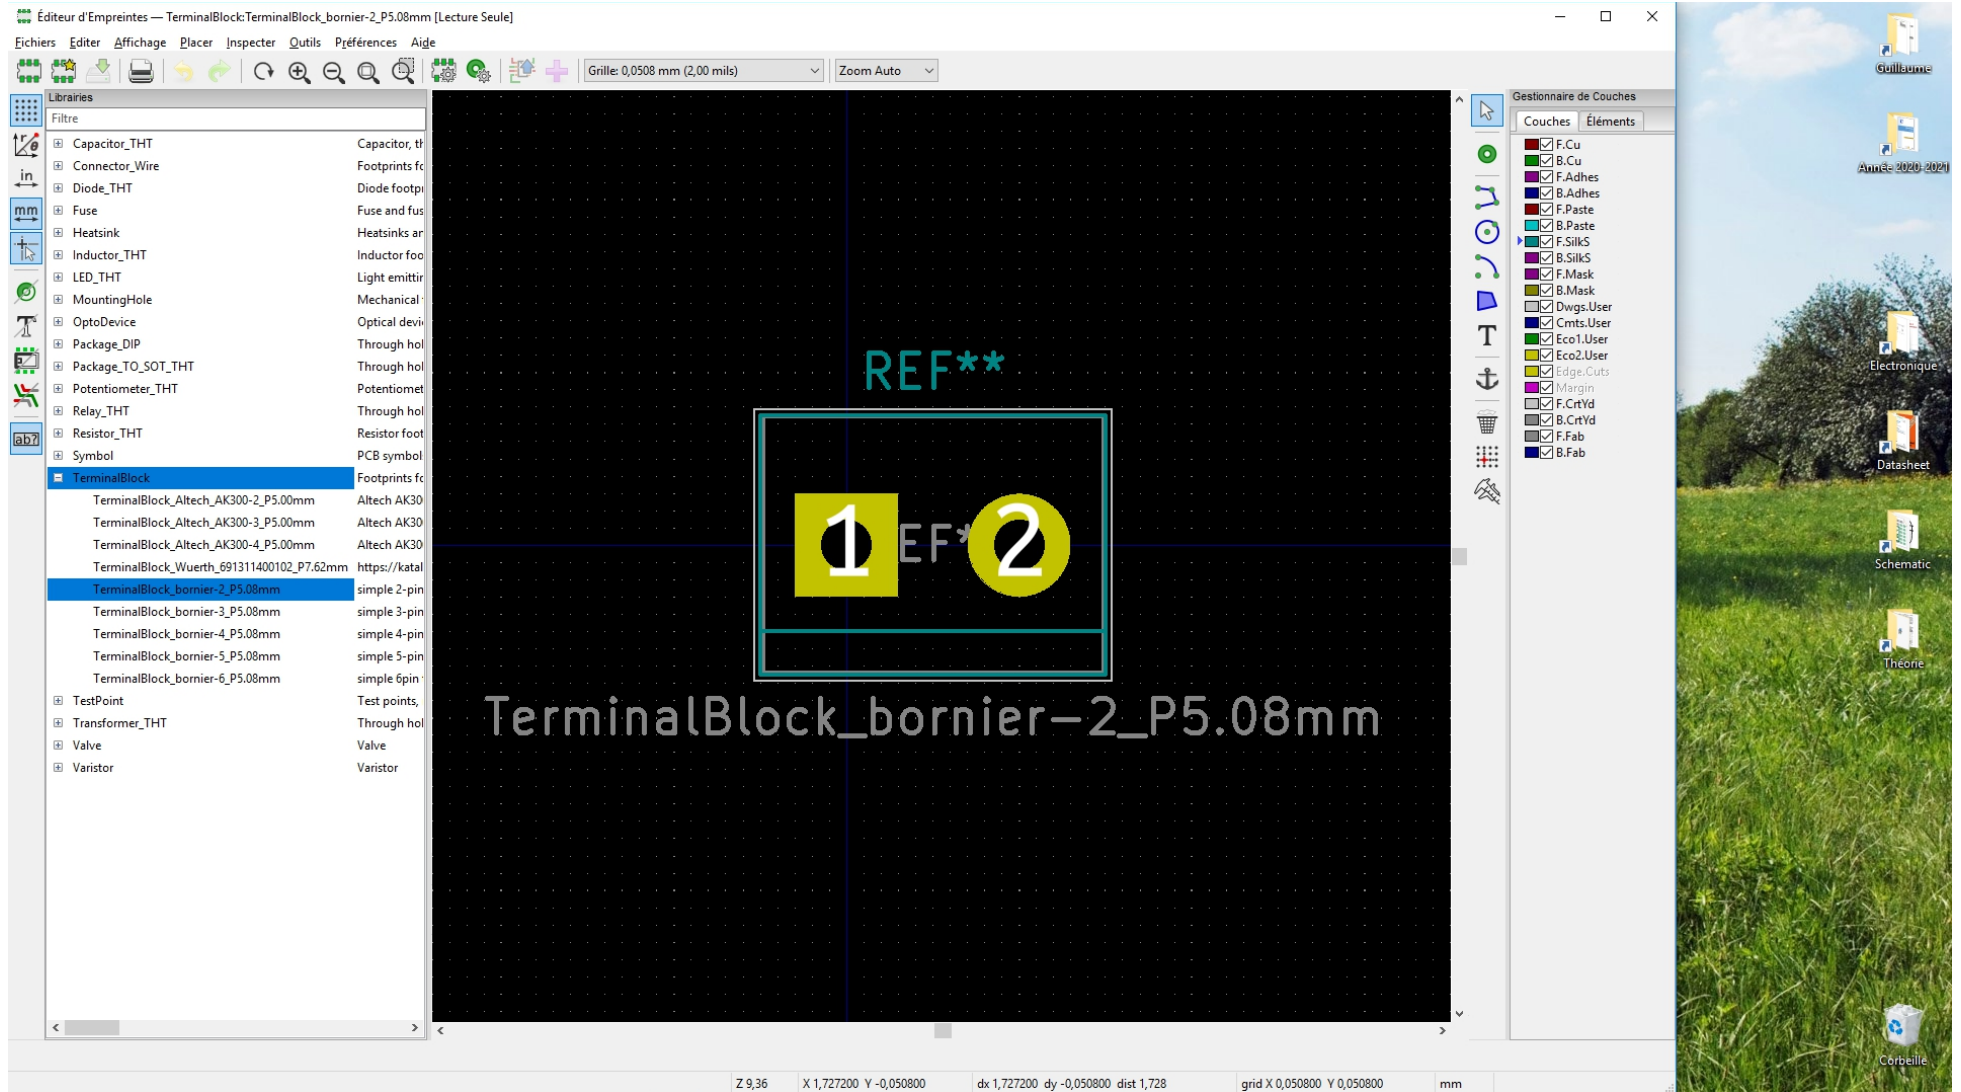 Éditeur d'Empreintes — TerminalBlock:TerminalBlock_bornier-2_P5.08mm [Lecture Seule]
Fichiers Editer Affichage Placer Inspecter Outils Préférences Aide
Grille: 0,0508 mm (2,00 mils) Zoom Auto
Librairies
Filtre
in
mm
ab?
Capacitor_THT Capacitor, th
Connector_Wire Footprints fo
Diode_THT Diode footp
Fuse Fuse and fus
Heatsink Heatsinks ar
Inductor_THT Inductor foo
LED_THT Light emittir
MountingHole Mechanical
OptoDevice Optical devi
Package_DIP Through hol
Package_TO_SOT_THT Through hol
Potentiometer_THT Potentiomet
Relay_THT Through hol
Resistor_THT Resistor foot
Symbol PCB symbol
TerminalBlock Footprints fo
TerminalBlock_Altech_AK300-2_P5.00mm Altech AK30
TerminalBlock_Altech_AK300-3_P5.00mm Altech AK30
TerminalBlock_Altech_AK300-4_P5.00mm Altech AK30
TerminalBlock_Wuerth_691311400102_P7.62mm https://katal
TerminalBlock_bornier-2_P5.08mm simple 2-pin
TerminalBlock_bornier-3_P5.08mm simple 3-pin
TerminalBlock_bornier-4_P5.08mm simple 4-pin
TerminalBlock_bornier-5_P5.08mm simple 5-pin
TerminalBlock_bornier-6_P5.08mm simple 6pin
TestPoint Test points,
Transformer_THT Through hol
Valve Valve
Varistor Varistor
REF**
1 EF* 2
TerminalBlock_bornier-2_P5.08mm
T
Gestionnaire de Couches
Couches Éléments
F.Cu
B.Cu
F.Adhes
B.Adhes
F.Paste
B.Paste
F.SilkS
B.SilkS
F.Mask
B.Mask
Dwgs.User
Cmts.User
Eco1.User
Eco2.User
Edge.Cuts
Margin
F.CrtYd
B.CrtYd
F.Fab
B.Fab
Guillaume
Année 2020-2021
Electronique
Datasheet
Schematic
Théorie
Corbeille
Z 9,36 X 1,727200 Y -0,050800 dx 1,727200 dy -0,050800 dist 1,728 grid X 0,050800 Y 0,050800 mm